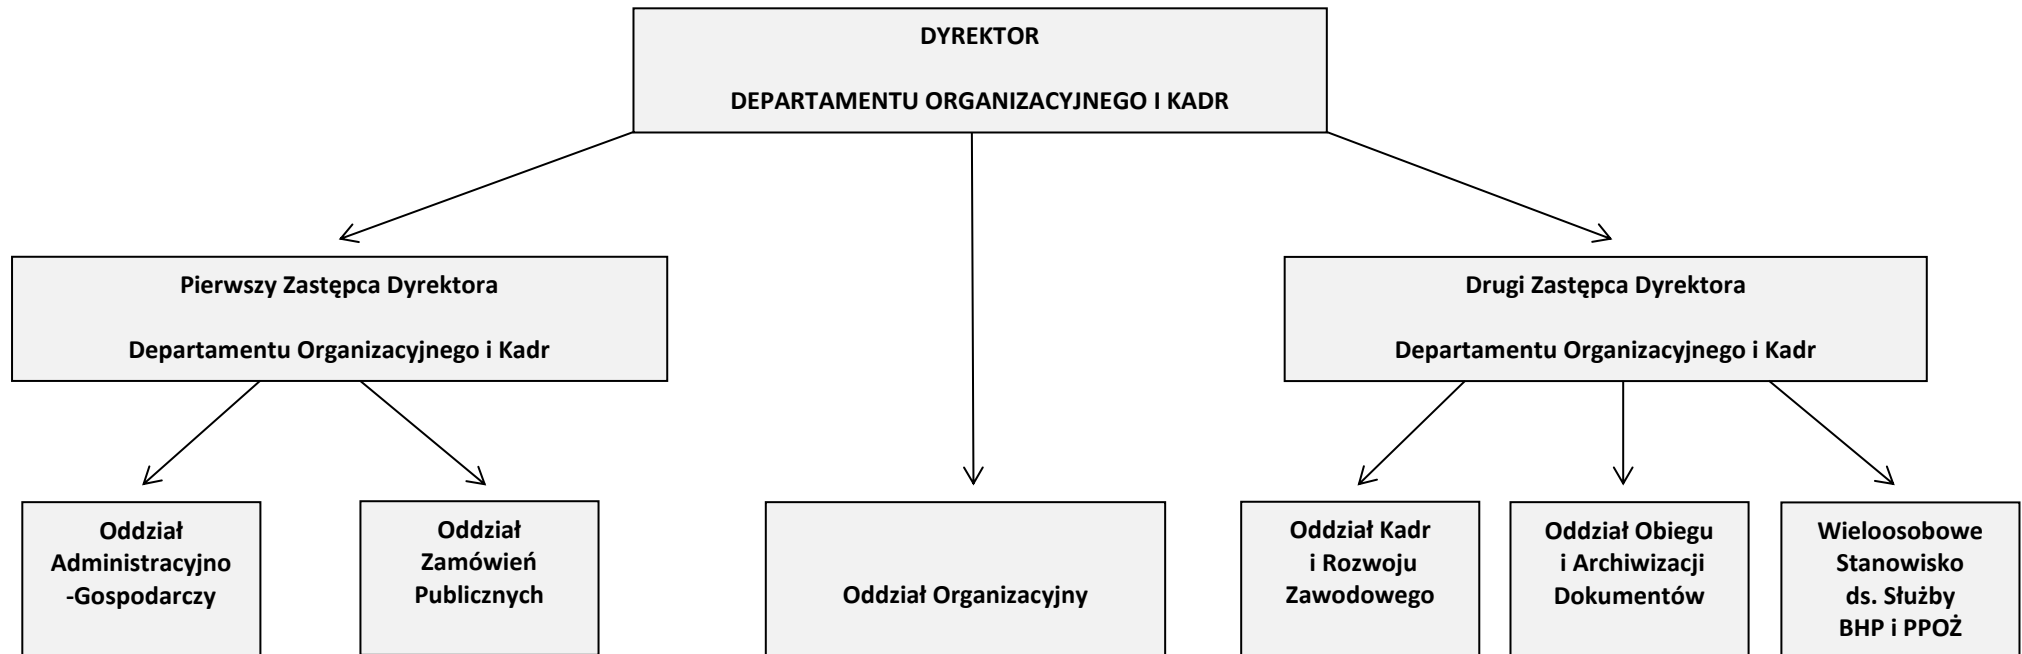 DYREKTOR
DEPARTAMENTU ORGANIZACYJNEGO I KADR
Pierwszy Zastępca Dyrektora
Departamentu Organizacyjnego i Kadr
Drugi Zastępca Dyrektora
Departamentu Organizacyjnego i Kadr
Oddział
Administracyjno
-Gospodarczy
Oddział
Zamówień
Publicznych
Oddział Organizacyjny
Oddział Kadr
i Rozwoju
Zawodowego
Oddział Obiegu
i Archiwizacji
Dokumentów
Wieloosobowe
Stanowisko
ds. Służby
BHP i PPOŻ